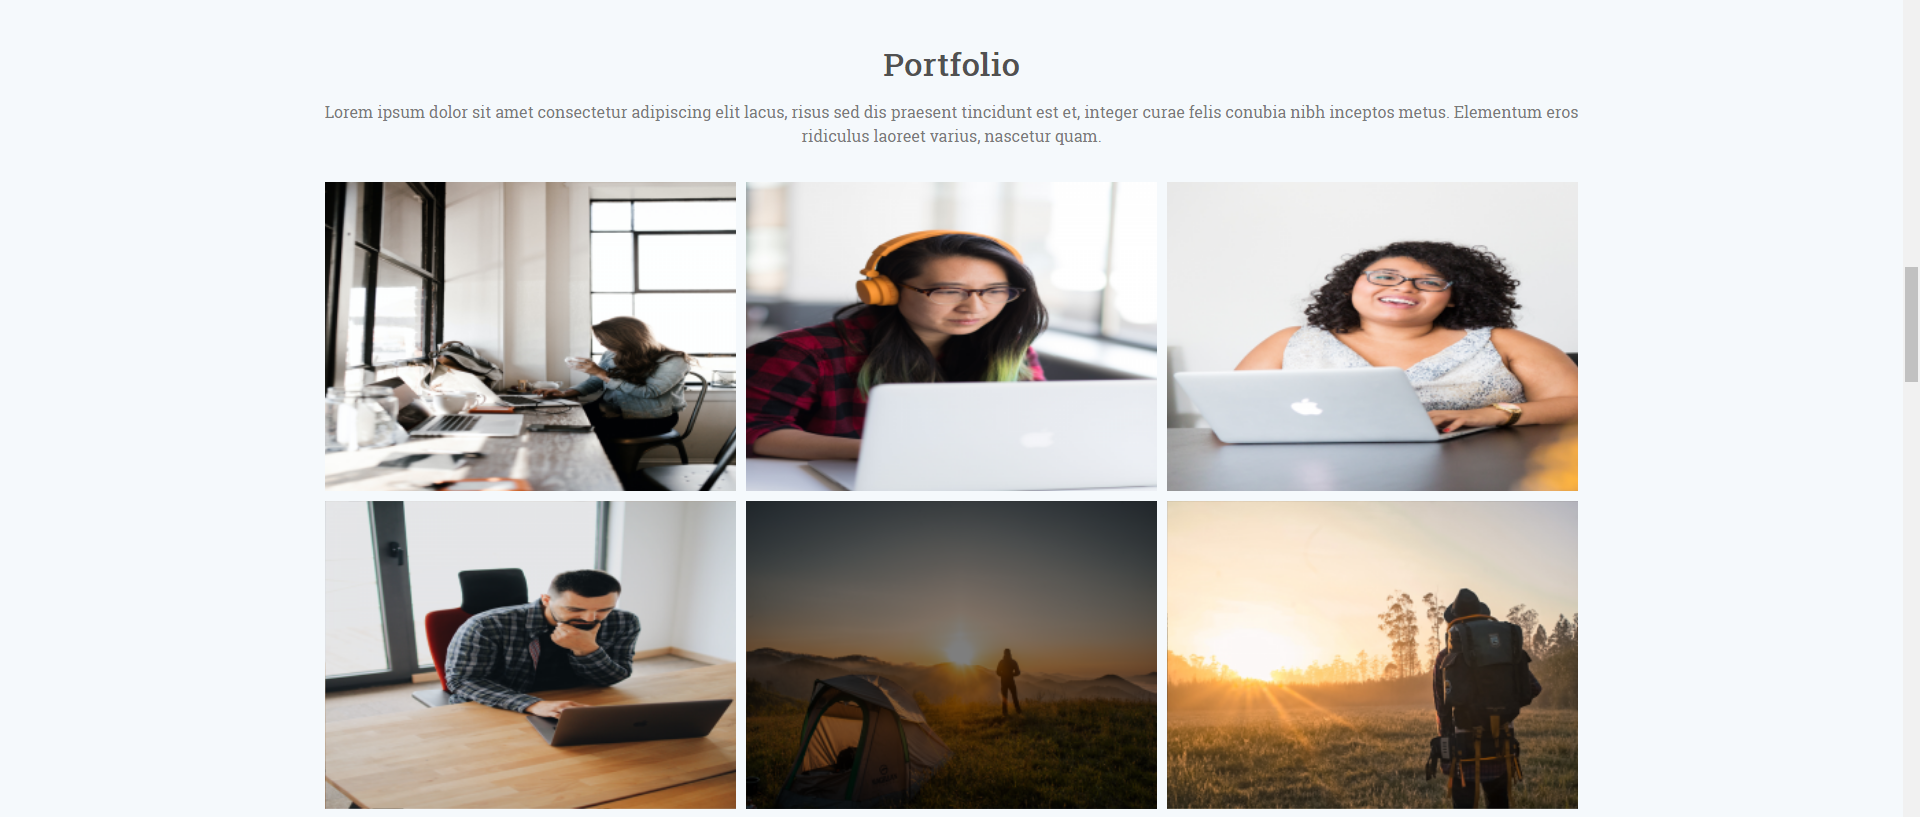 Portfolio
Lorem ipsum dolor sit amet consectetur adipiscing elit lacus, risus sed dis praesent tincidunt est et, integer curae felis conubia nibh inceptos metus. Elementum eros
ridiculus laoreet varius, nascetur quam.